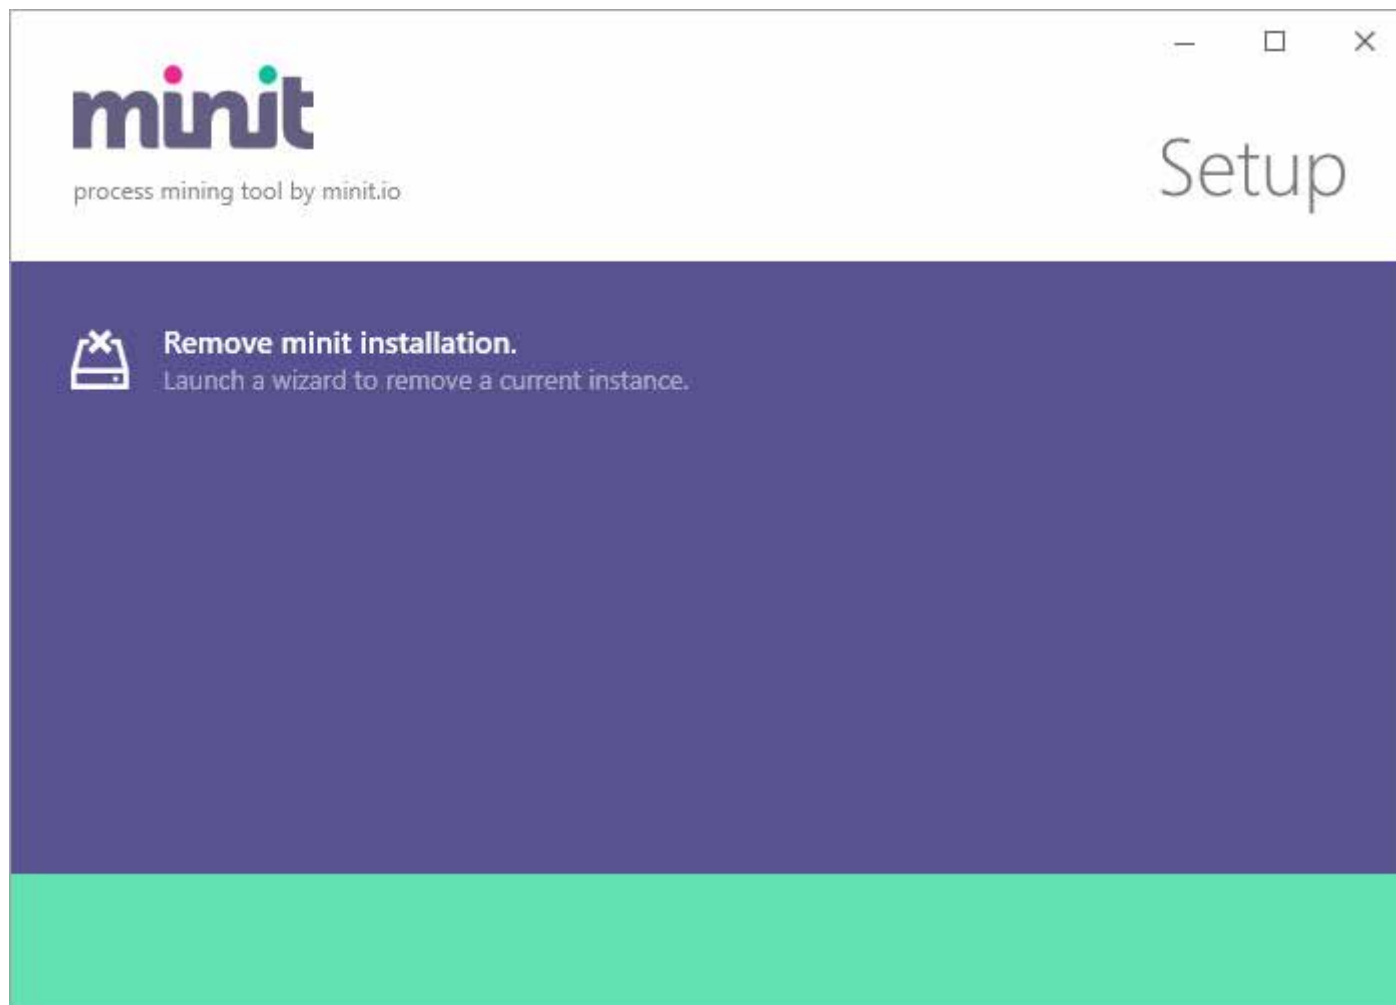 minit
process mining tool by minit.io
Setup
Remove minit installation.
Launch a wizard to remove a current instance.